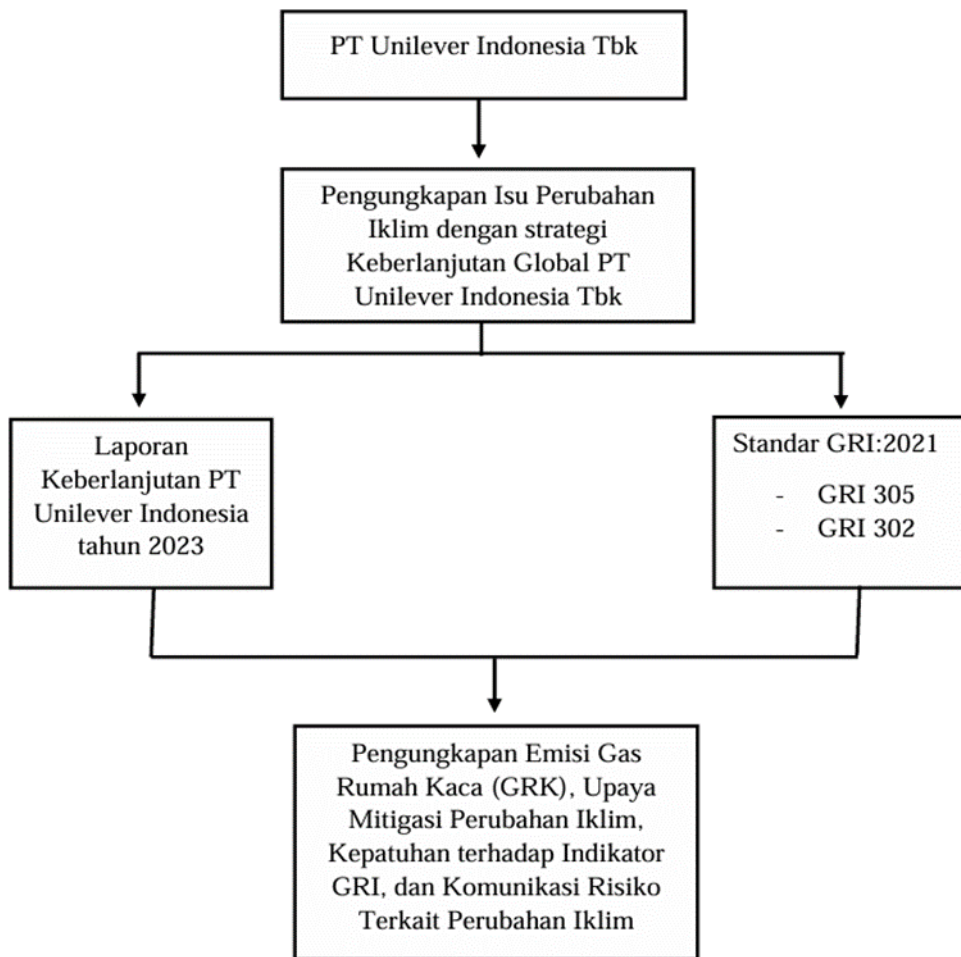 PT Unilever Indonesia Tbk
Pengungkapan Isu Perubahan
Iklim dengan strategi
Keberlanjutan Global PT
Unilever Indonesia Tbk
Laporan
Keberlanjutan PT
Unilever Indonesia
tahun 2023
Standar GRI:2021
- GRI 305
- GRI 302
Pengungkapan Emisi Gas
Rumah Kaca (GRK), Upaya
Mitigasi Perubahan Iklim,
Kepatuhan terhadap Indikator
GRI, dan Komunikasi Risiko
Terkait Perubahan Iklim